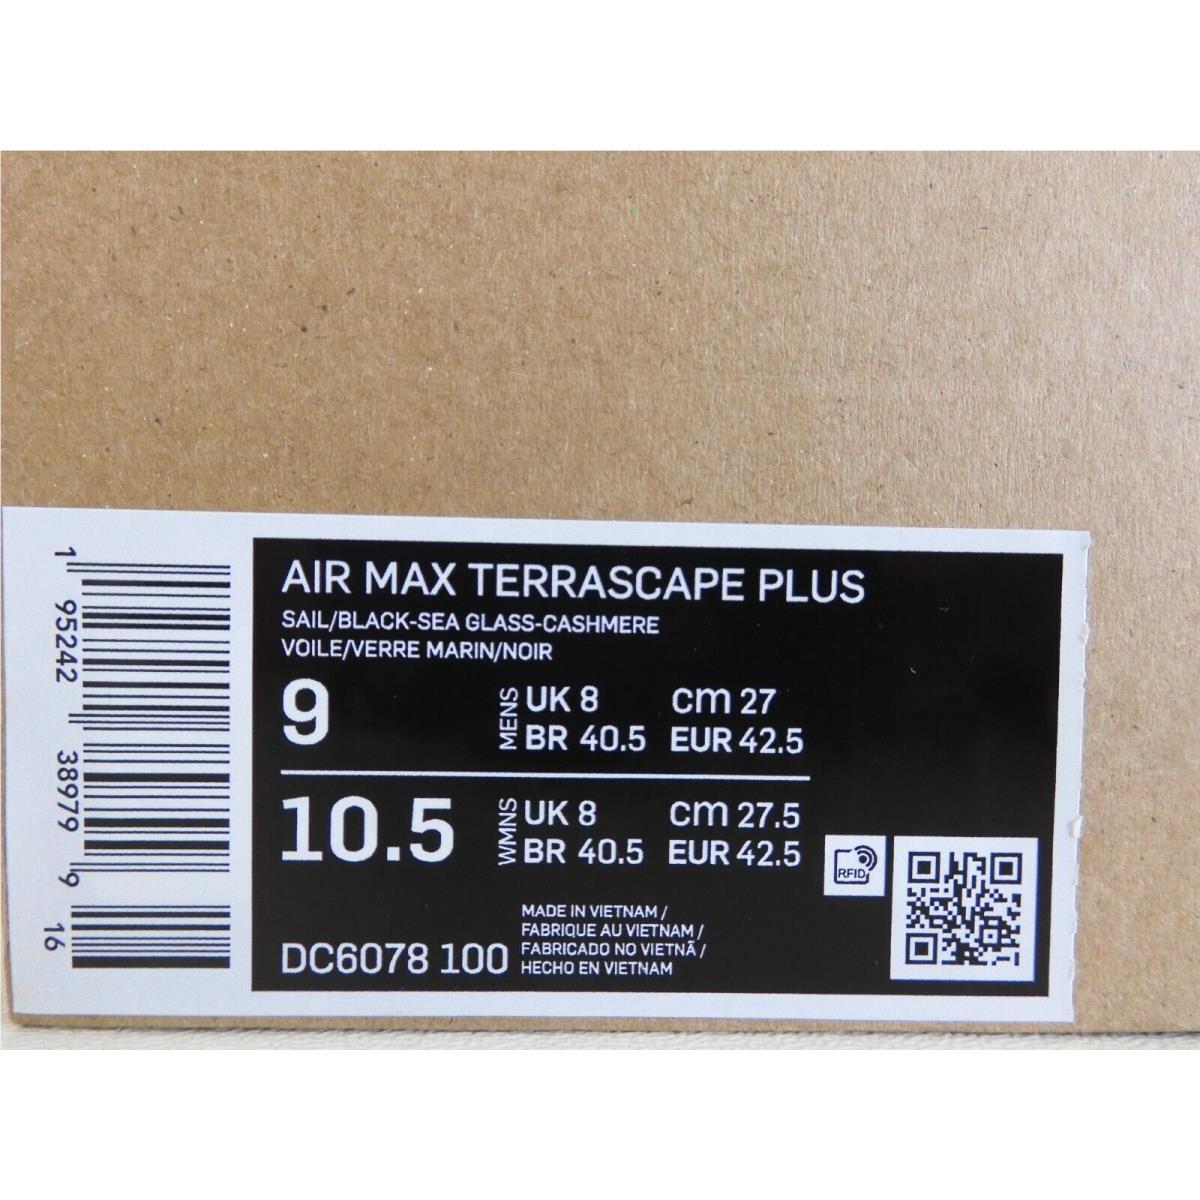 1 95242 38979 9 16
AIR MAX TERRASCAPE PLUS
SAIL/BLACK-SEA GLASS-CASHMERE
VOILE/VERRE MARIN/NOIR
9 MENS UK 8 CM 27
BR 40.5 EUR 42.5
10.5 WMNS UK 8 CM 27.5
BR 40.5 EUR 42.5
RFID
MADE IN VIETNAM /
FABRIQUE AU VIETNAM /
FABRICADO NO VIETNÃ /
HECHO EN VIETNAM
DC6078 100